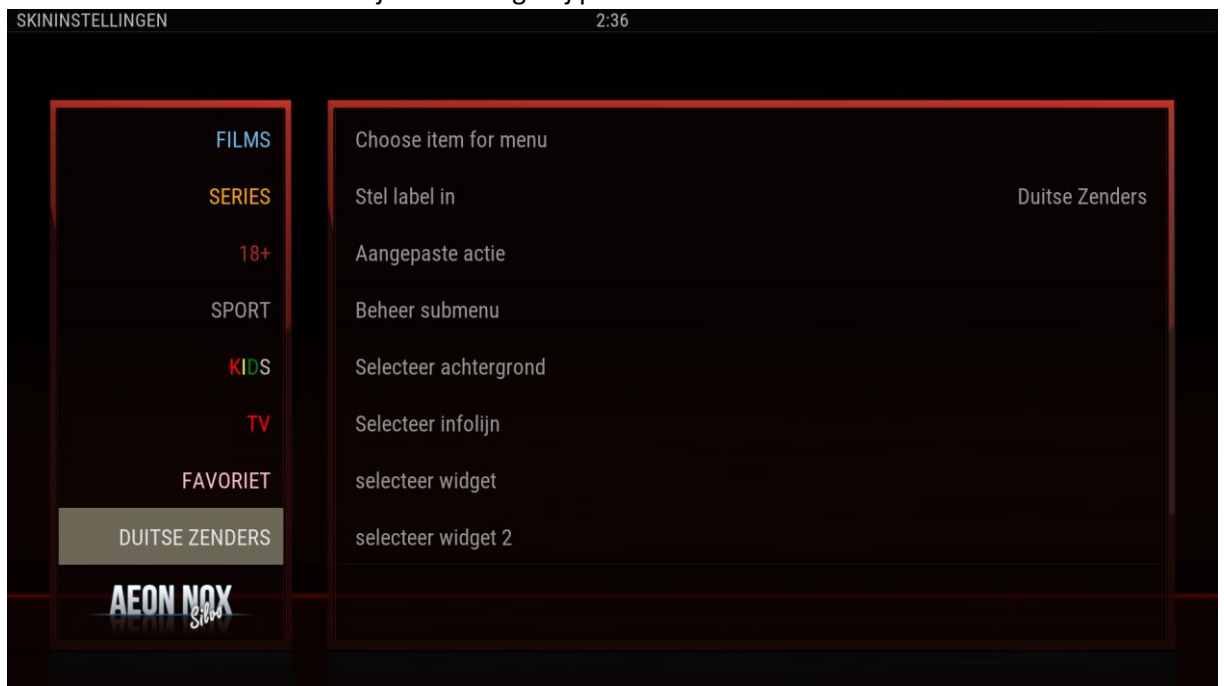 SKININSTELLINGEN
2:36
FILMS
SERIES
18+
SPORT
KIDS
TV
FAVORIET
DUITSE ZENDERS
AEON NOX
Silvo
Choose item for menu
Stel label in Duitse Zenders
Aangepaste actie
Beheer submenu
Selecteer achtergrond
Selecteer infolijn
selecteer widget
selecteer widget 2